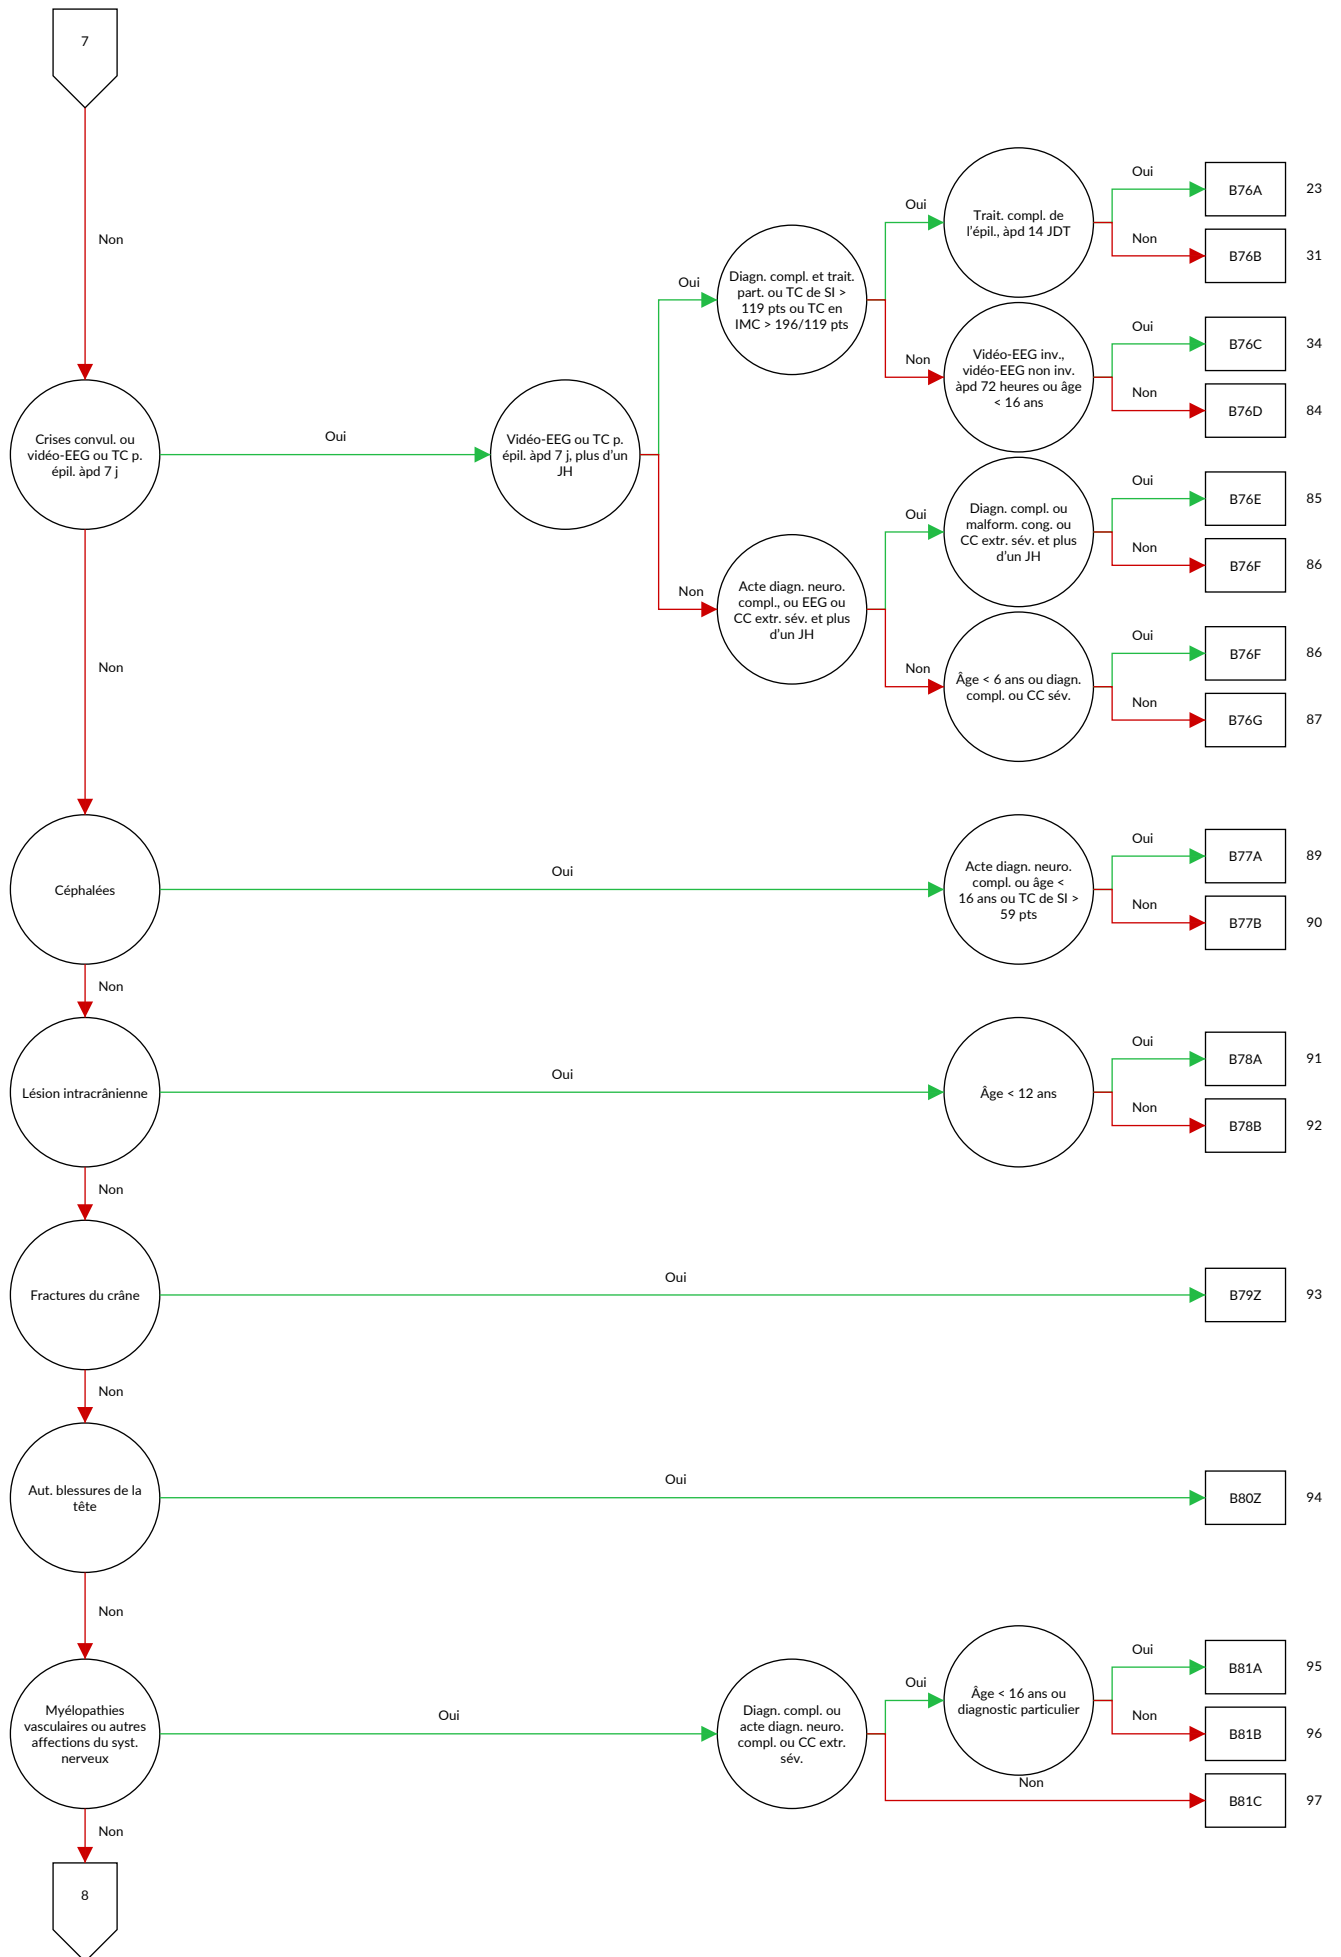 7
Non
Oui
Trait. compl. de
l'épil., àpd 14 JDT
Oui
B76A
23
Non
B76B
31
Oui
Diagn. compl. et trait.
part. ou TC de SI >
119 pts ou TC en
IMC > 196/119 pts
Non
Vidéo-EEG inv.,
vidéo-EEG non inv.
àpd 72 heures ou âge
< 16 ans
Oui
B76C
34
Non
B76D
84
Crises convul. ou
vidéo-EEG ou TC p.
épil. àpd 7 j
Oui
Vidéo-EEG ou TC p.
épil. àpd 7 j, plus d'un
JH
Oui
Diagn. compl. ou
malform. cong. ou
CC extr. sév. et plus
d'un JH
Oui
B76E
85
Non
B76F
86
Non
Acte diagn. neuro.
compl., ou EEG ou
CC extr. sév. et plus
d'un JH
Non
Âge < 6 ans ou diagn.
compl. ou CC sév.
Oui
B76F
86
Non
B76G
87
Non
Céphalées
Oui
Acte diagn. neuro.
compl. ou âge <
16 ans ou TC de SI >
59 pts
Oui
B77A
89
Non
B77B
90
Non
Lésion intracrânienne
Oui
Âge < 12 ans
Oui
B78A
91
Non
B78B
92
Non
Fractures du crâne
Oui
B79Z
93
Non
Aut. blessures de la
tête
Oui
B80Z
94
Non
Myélopathies
vasculaires ou autres
affections du syst.
nerveux
Oui
Diagn. compl. ou
acte diagn. neuro.
compl. ou CC extr.
sév.
Oui
Âge < 16 ans ou
diagnostic particulier
Oui
B81A
95
Non
B81B
96
Non
B81C
97
Non
8